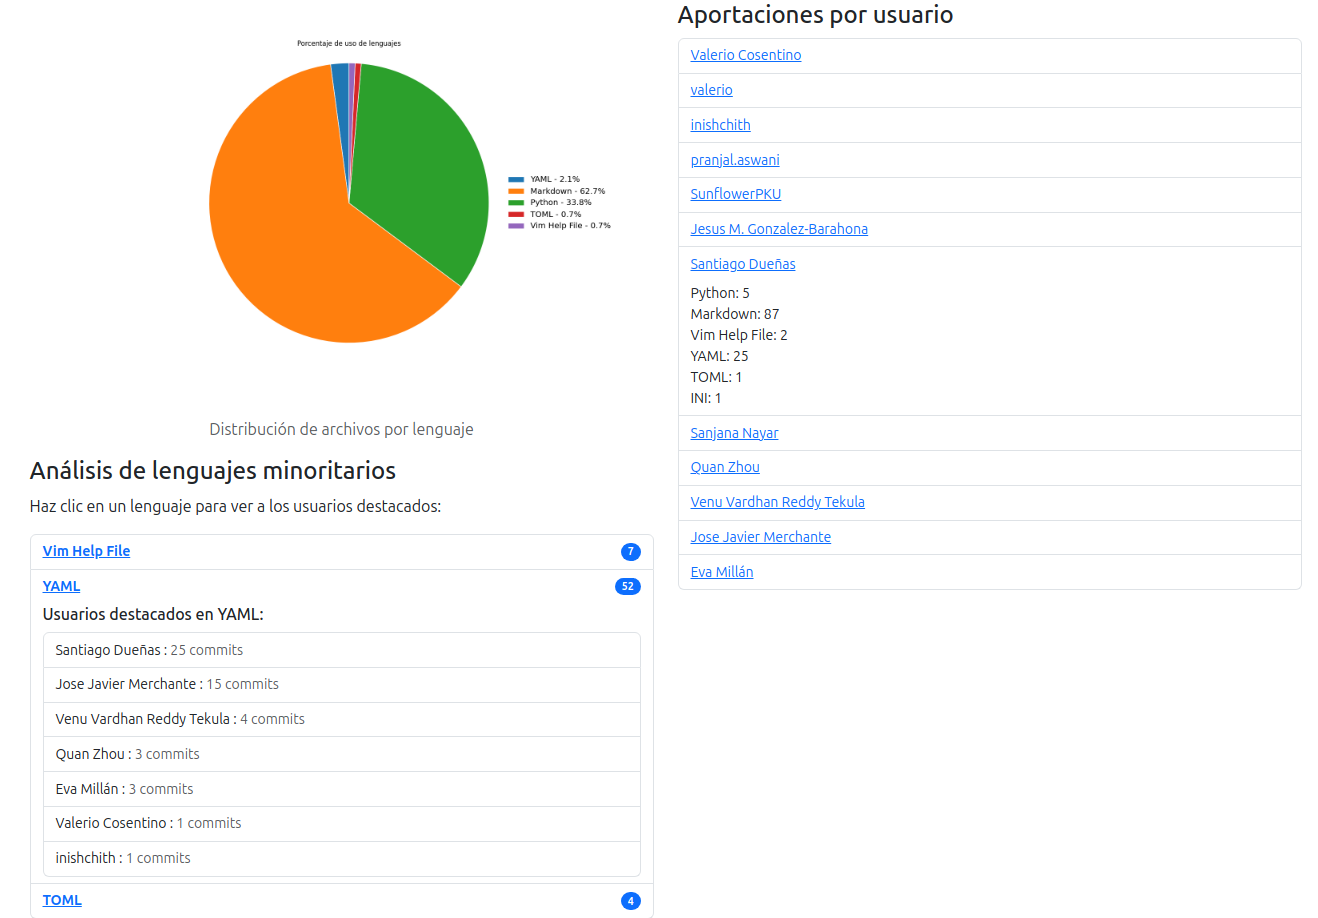 Porcentaje de uso de lenguajes
YAML - 2.1%
Markdown - 62.7%
Python - 33.8%
TOML - 0.7%
Vim Help File - 0.7%
Distribución de archivos por lenguaje
Análisis de lenguajes minoritarios
Haz clic en un lenguaje para ver a los usuarios destacados:
Vim Help File 7
YAML 52
Usuarios destacados en YAML:
Santiago Dueñas : 25 commits
Jose Javier Merchante : 15 commits
Venu Vardhan Reddy Tekula : 4 commits
Quan Zhou : 3 commits
Eva Millán : 3 commits
Valerio Cosentino : 1 commits
inishchith : 1 commits
TOML 4
Aportaciones por usuario
Valerio Cosentino
valerio
inishchith
pranjal.aswani
SunflowerPKU
Jesus M. Gonzalez-Barahona
Santiago Dueñas
Python: 5
Markdown: 87
Vim Help File: 2
YAML: 25
TOML: 1
INI: 1
Sanjana Nayar
Quan Zhou
Venu Vardhan Reddy Tekula
Jose Javier Merchante
Eva Millán